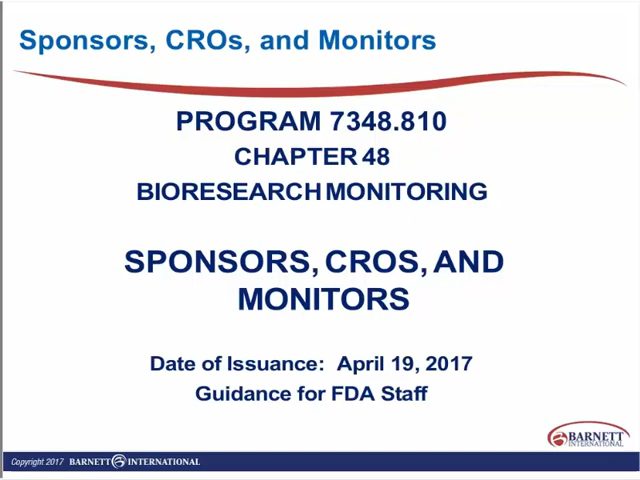 Sponsors, CROs, and Monitors
PROGRAM 7348.810
CHAPTER 48
BIORESEARCH MONITORING
SPONSORS, CROS, AND
MONITORS
Date of Issuance: April 19, 2017
Guidance for FDA Staff
BARNETT
INTERNATIONAL
Copyright 2017 BARNETT INTERNATIONAL